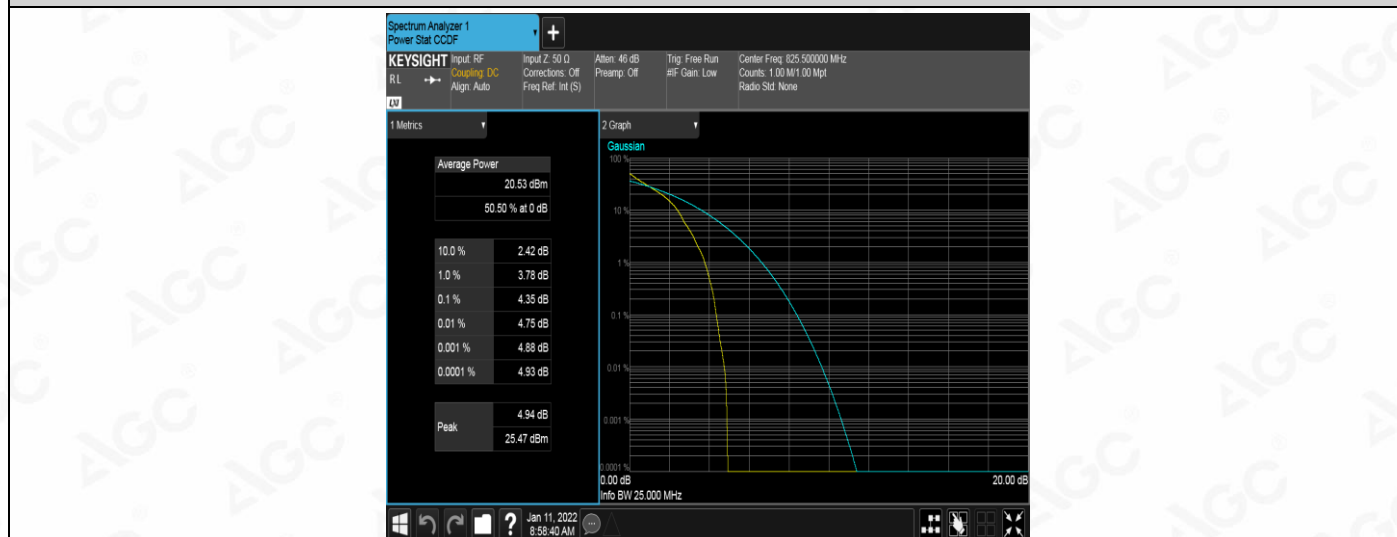 Spectrum Analyzer 1
Power Stat CCDF
+
KEYSIGHT
R L
LXI
Input: RF
Coupling: DC
Align: Auto
Input Z: 50 Ω
Corrections: Off
Freq Ref: Int (S)
Atten: 46 dB
Preamp: Off
Trig: Free Run
#IF Gain: Low
Center Freq: 825.500000 MHz
Counts: 1.00 M/1.00 Mpt
Radio Std: None
1 Metrics
Average Power
20.53 dBm
50.50 % at 0 dB
10.0 % 2.42 dB
1.0 % 3.78 dB
0.1 % 4.35 dB
0.01 % 4.75 dB
0.001 % 4.88 dB
0.0001 % 4.93 dB
Peak
4.94 dB
25.47 dBm
2 Graph
Gaussian
100 %
10 %
1 %
0.1 %
0.01 %
0.001 %
0.0001 %
0.00 dB
20.00 dB
Info BW 25.000 MHz
?
Jan 11, 2022
8:58:40 AM
AGC